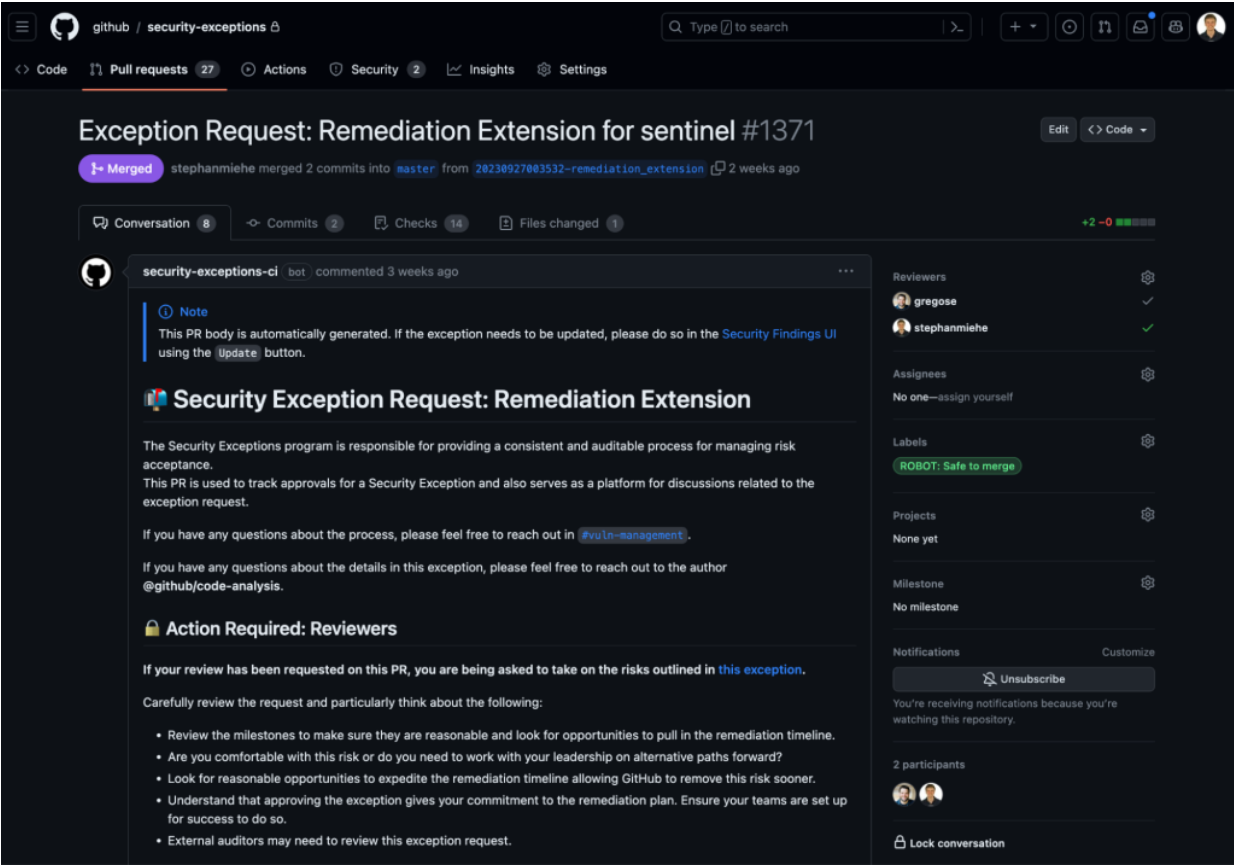 github / security-exceptions
Type / to search
Code
Pull requests 27
Actions
Security 2
Insights
Settings
Exception Request: Remediation Extension for sentinel #1371
Edit
Code
Merged
stephanmiehe merged 2 commits into master from 20230927003532-remediation_extension 2 weeks ago
Conversation 8
Commits 2
Checks 14
Files changed 1
+2 −0
security-exceptions-ci bot commented 3 weeks ago
Note
This PR body is automatically generated. If the exception needs to be updated, please do so in the Security Findings UI
using the Update button.
Security Exception Request: Remediation Extension
The Security Exceptions program is responsible for providing a consistent and auditable process for managing risk
acceptance.
This PR is used to track approvals for a Security Exception and also serves as a platform for discussions related to the
exception request.
If you have any questions about the process, please feel free to reach out in #vuln-management.
If you have any questions about the details in this exception, please feel free to reach out to the author
@github/code-analysis.
Action Required: Reviewers
If your review has been requested on this PR, you are being asked to take on the risks outlined in this exception.
Carefully review the request and particularly think about the following:
• Review the milestones to make sure they are reasonable and look for opportunities to pull in the remediation timeline.
• Are you comfortable with this risk or do you need to work with your leadership on alternative paths forward?
• Look for reasonable opportunities to expedite the remediation timeline allowing GitHub to remove this risk sooner.
• Understand that approving the exception gives your commitment to the remediation plan. Ensure your teams are set up
for success to do so.
• External auditors may need to review this exception request.
Reviewers
gregose
stephanmiehe
Assignees
No one—assign yourself
Labels
ROBOT: Safe to merge
Projects
None yet
Milestone
No milestone
Notifications
Customize
Unsubscribe
You're receiving notifications because you're
watching this repository.
2 participants
Lock conversation